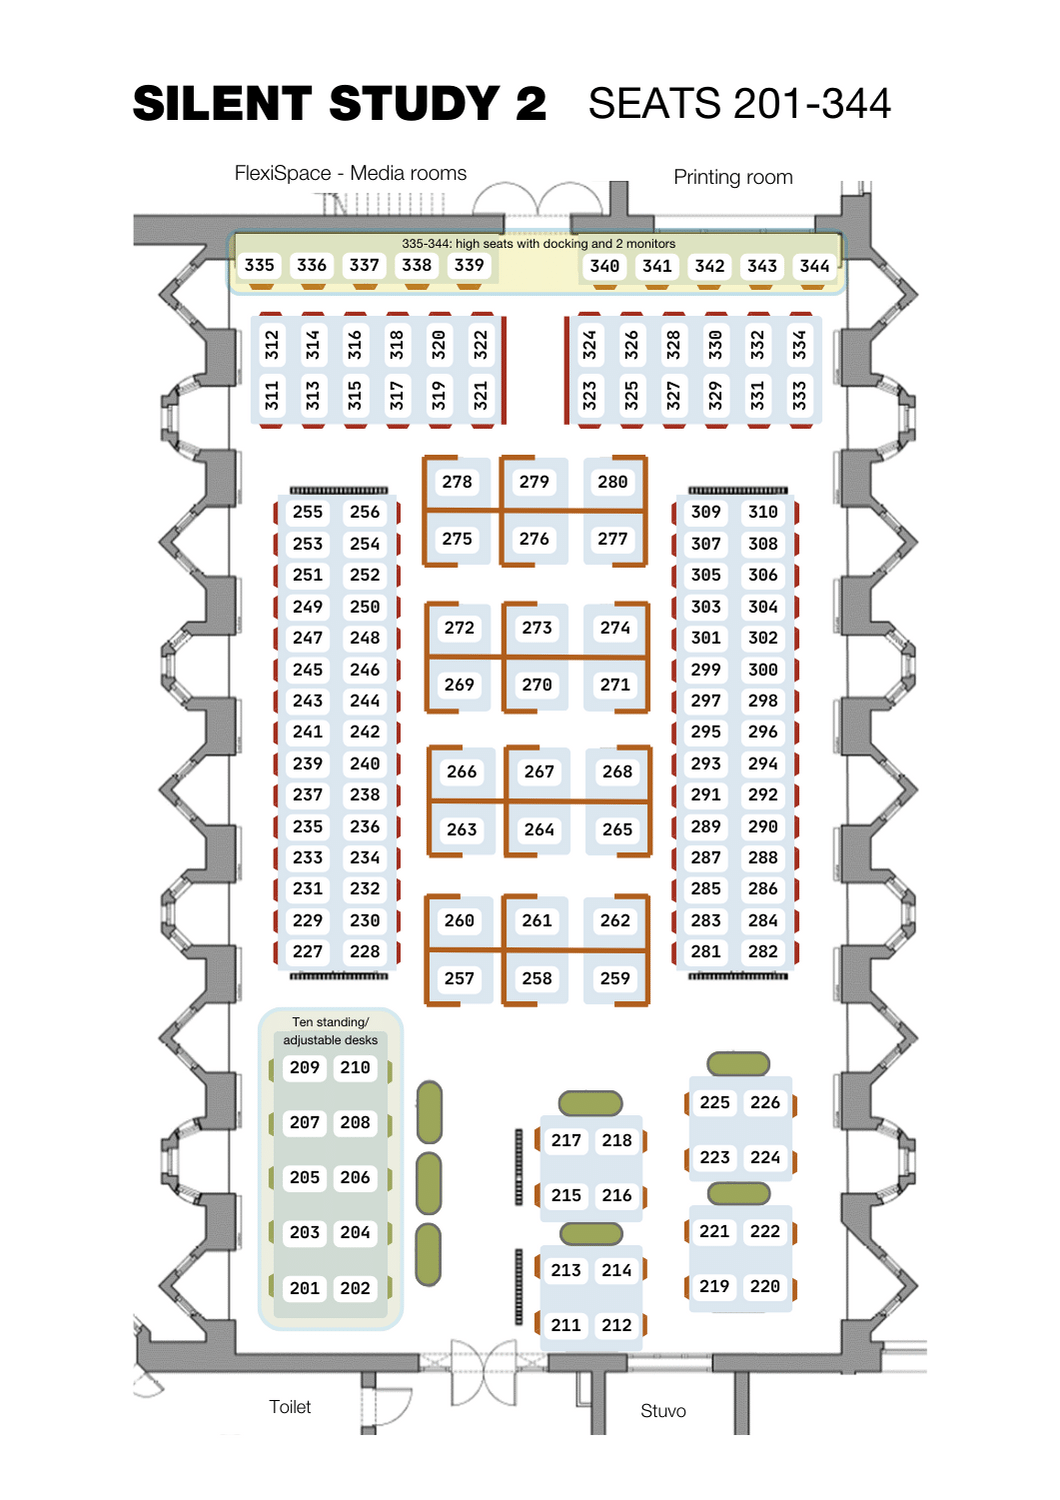 SILENT STUDY 2 SEATS 201-344
FlexiSpace - Media rooms
Printing room
335-344: high seats with docking and 2 monitors
335 336 337 338 339 340 341 342 343 344
312 314 316 318 320 322 324 326 328 330 332 334
311 313 315 317 319 321 323 325 327 329 331 333
278 279 280
275 276 277
272 273 274
269 270 271
266 267 268
263 264 265
260 261 262
257 258 259
255 256
253 254
251 252
249 250
247 248
245 246
243 244
241 242
239 240
237 238
235 236
233 234
231 232
229 230
227 228
309 310
307 308
305 306
303 304
301 302
299 300
297 298
295 296
293 294
291 292
289 290
287 288
285 286
283 284
281 282
Ten standing/
adjustable desks
209 210
207 208
205 206
203 204
201 202
217 218
215 216
213 214
211 212
225 226
223 224
221 222
219 220
Toilet
Stuvo